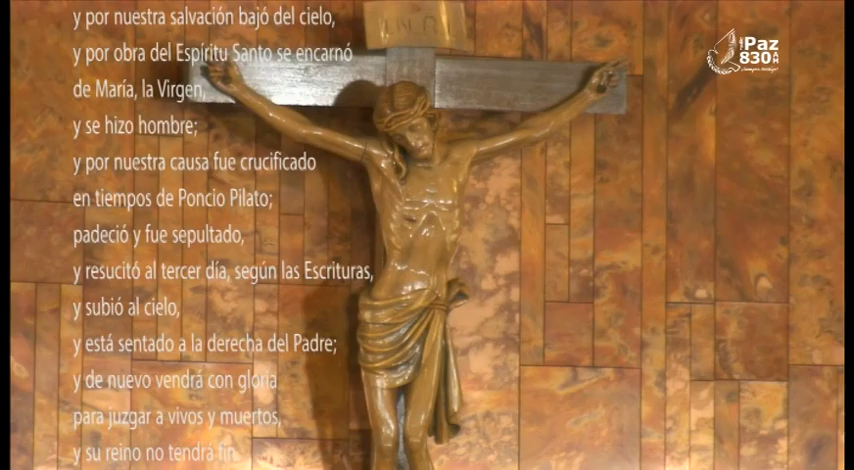 y por nuestra salvación bajó del cielo,
y por obra del Espíritu Santo se encarnó
de María, la Virgen,
y se hizo hombre;
y por nuestra causa fue crucificado
en tiempos de Poncio Pilato;
padeció y fue sepultado,
y resucitó al tercer día, según las Escrituras,
y subió al cielo,
y está sentado a la derecha del Padre;
y de nuevo vendrá con gloria
para juzgar a vivos y muertos,
y su reino no tendrá fin
Paz
830 AM